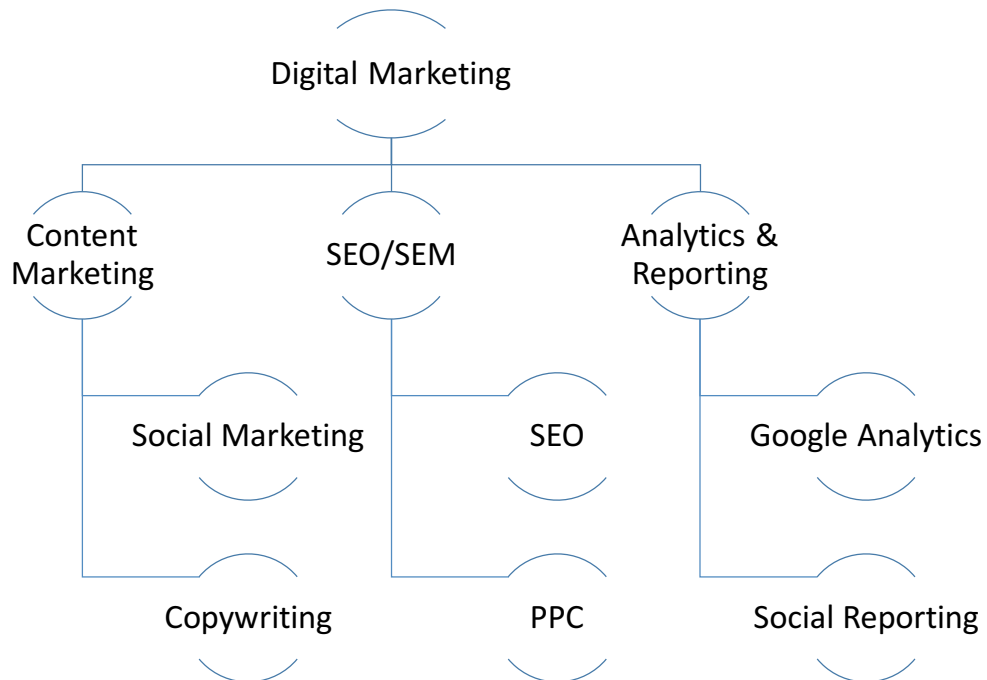 Digital Marketing
Content
Marketing
SEO/SEM
Analytics &
Reporting
Social Marketing
SEO
Google Analytics
Copywriting
PPC
Social Reporting